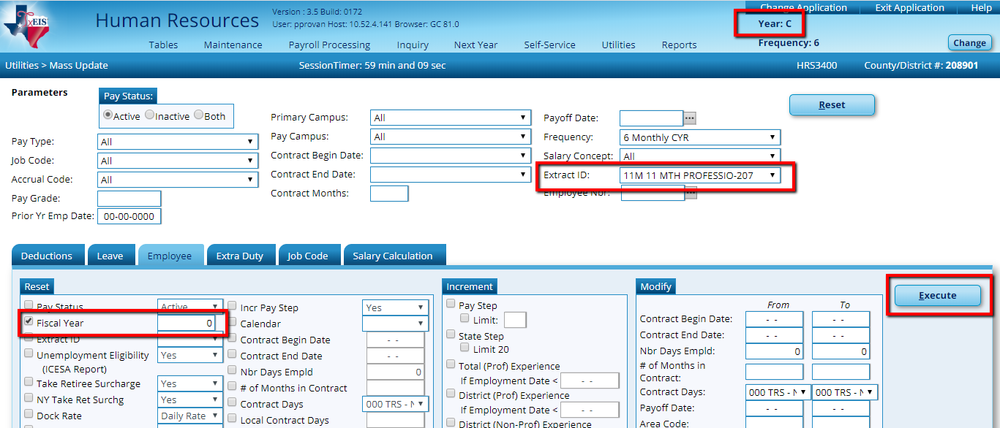 TxEIS
Human Resources
Version : 3.5 Build: 0172
User: pprovan Host: 10.52.4.141 Browser: GC 81.0
Change Application Exit Application Help
Year: C
Frequency: 6
Change
Tables Maintenance Payroll Processing Inquiry Next Year Self-Service Utilities Reports
Utilities > Mass Update SessionTimer: 59 min and 09 sec HRS3400 County/District #: 208901
Parameters
Pay Status:
Active Inactive Both
Pay Type: All
Job Code: All
Accrual Code: All
Pay Grade:
Prior Yr Emp Date: 00-00-0000
Primary Campus: All
Pay Campus: All
Contract Begin Date:
Contract End Date:
Contract Months:
Payoff Date: ...
Frequency: 6 Monthly CYR
Salary Concept: All
Extract ID: 11M 11 MTH PROFESSIO-207
Employee Nbr: ...
Reset
Deductions Leave Employee Extra Duty Job Code Salary Calculation
Reset
Pay Status Active
Fiscal Year 0
Extract ID
Unemployment Eligibility Yes
(ICESA Report)
Take Retiree Surcharge Yes
NY Take Ret Surchg Yes
Dock Rate Daily Rate
Incr Pay Step Yes
Calendar
Contract Begin Date - -
Contract End Date - -
Nbr Days Empld 0
# of Months in Contract
Contract Days 000 TRS - N
Local Contract Days
Increment
Pay Step
Limit:
State Step
Limit 20
Total (Prof) Experience
If Employment Date < - -
District (Prof) Experience
If Employment Date < - -
District (Non-Prof) Experience
Modify
From To
Contract Begin Date: - - - -
Contract End Date: - - - -
Nbr Days Empld: 0 0
# of Months in
Contract:
Contract Days: 000 TRS - N 000 TRS - N
Payoff Date: - - - -
Area Code:
Execute